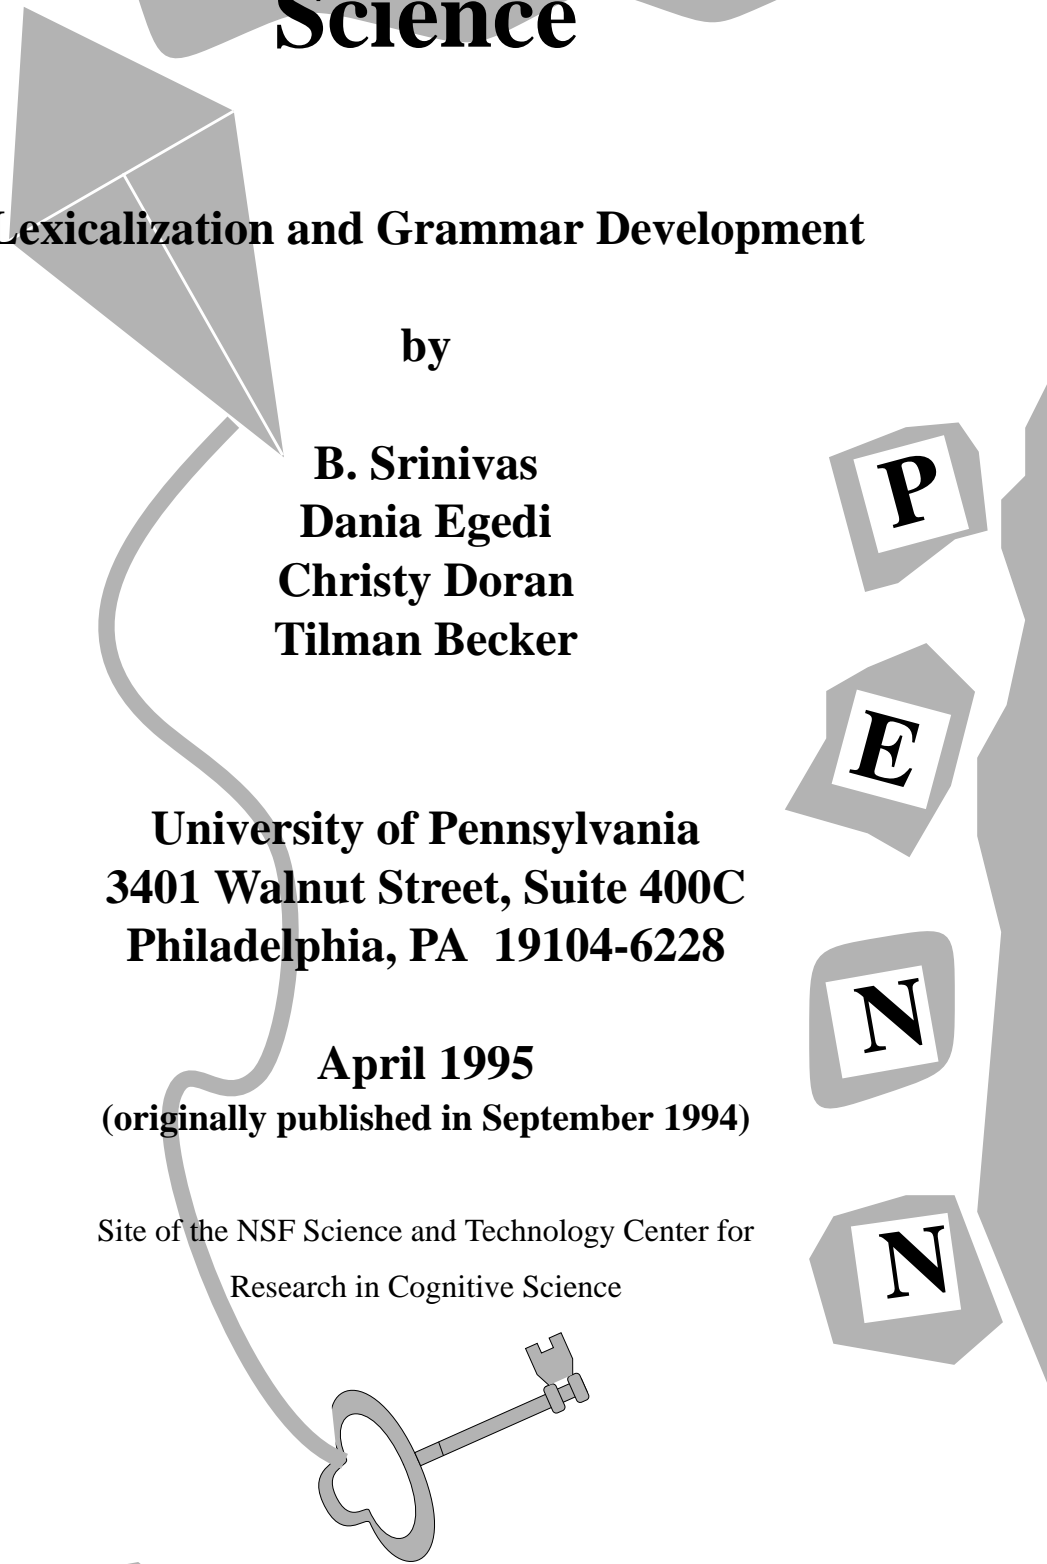 Science
Lexicalization and Grammar Development
by
B. Srinivas
Dania Egedi
Christy Doran
Tilman Becker
University of Pennsylvania
3401 Walnut Street, Suite 400C
Philadelphia, PA 19104-6228
April 1995
(originally published in September 1994)
Site of the NSF Science and Technology Center for
Research in Cognitive Science
P
E
N
N